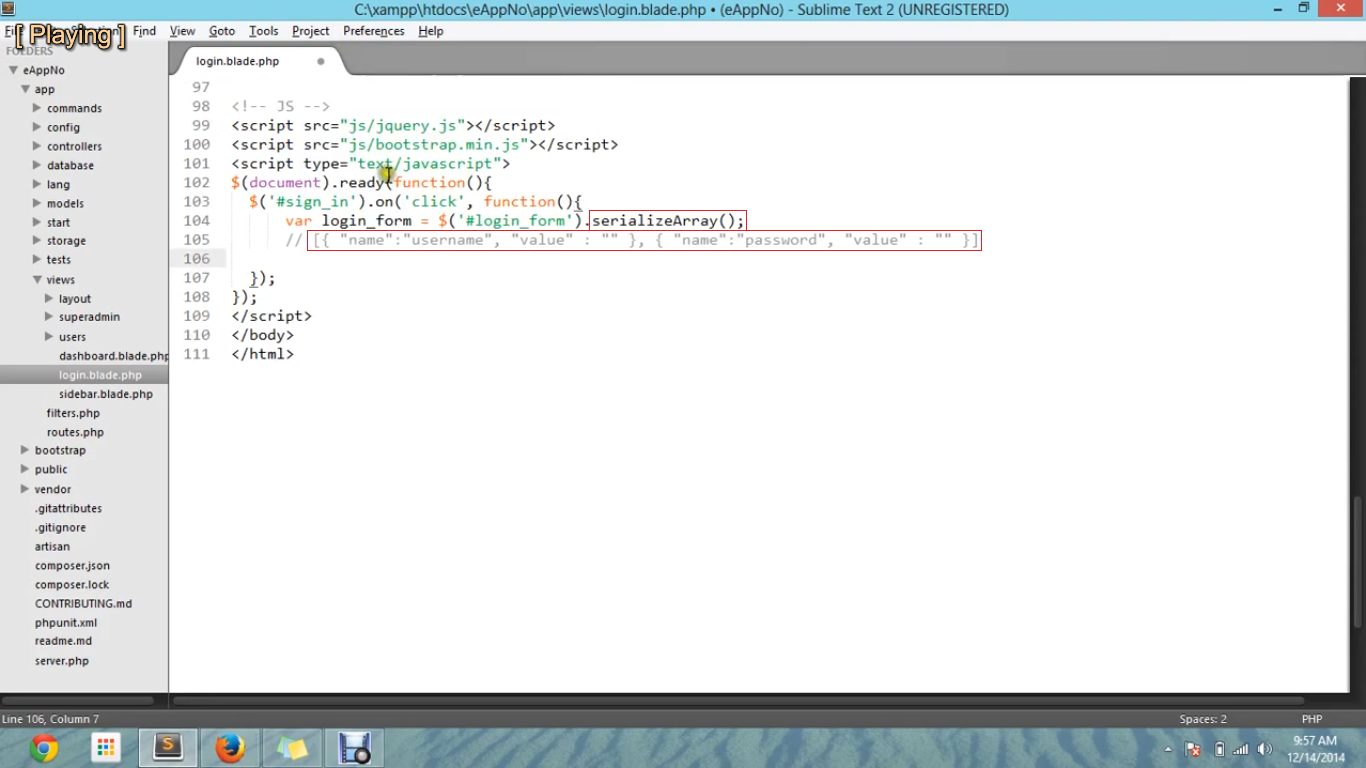 C:\xampp\htdocs\eAppNo\app\views\login.blade.php • (eAppNo) - Sublime Text 2 (UNREGISTERED)
[ Playing ]
Find View Goto Tools Project Preferences Help
FOLDERS
eAppNo
app
commands
config
controllers
database
lang
models
start
storage
tests
views
layout
superadmin
users
dashboard.blade.php
login.blade.php
sidebar.blade.php
filters.php
routes.php
bootstrap
public
vendor
.gitattributes
.gitignore
artisan
composer.json
composer.lock
CONTRIBUTING.md
phpunit.xml
readme.md
server.php
login.blade.php
97
98 <!-- JS -->
99 <script src="js/jquery.js"></script>
100 <script src="js/bootstrap.min.js"></script>
101 <script type="text/javascript">
102 $(document).ready(function(){
103 $('#sign_in').on('click', function(){
104 var login_form = $('#login_form').serializeArray();
105 // [{ "name":"username", "value" : "" }, { "name":"password", "value" : "" }]
106
107 });
108 });
109 </script>
110 </body>
111 </html>
Line 106, Column 7
Spaces: 2
PHP
9:57 AM
12/14/2014